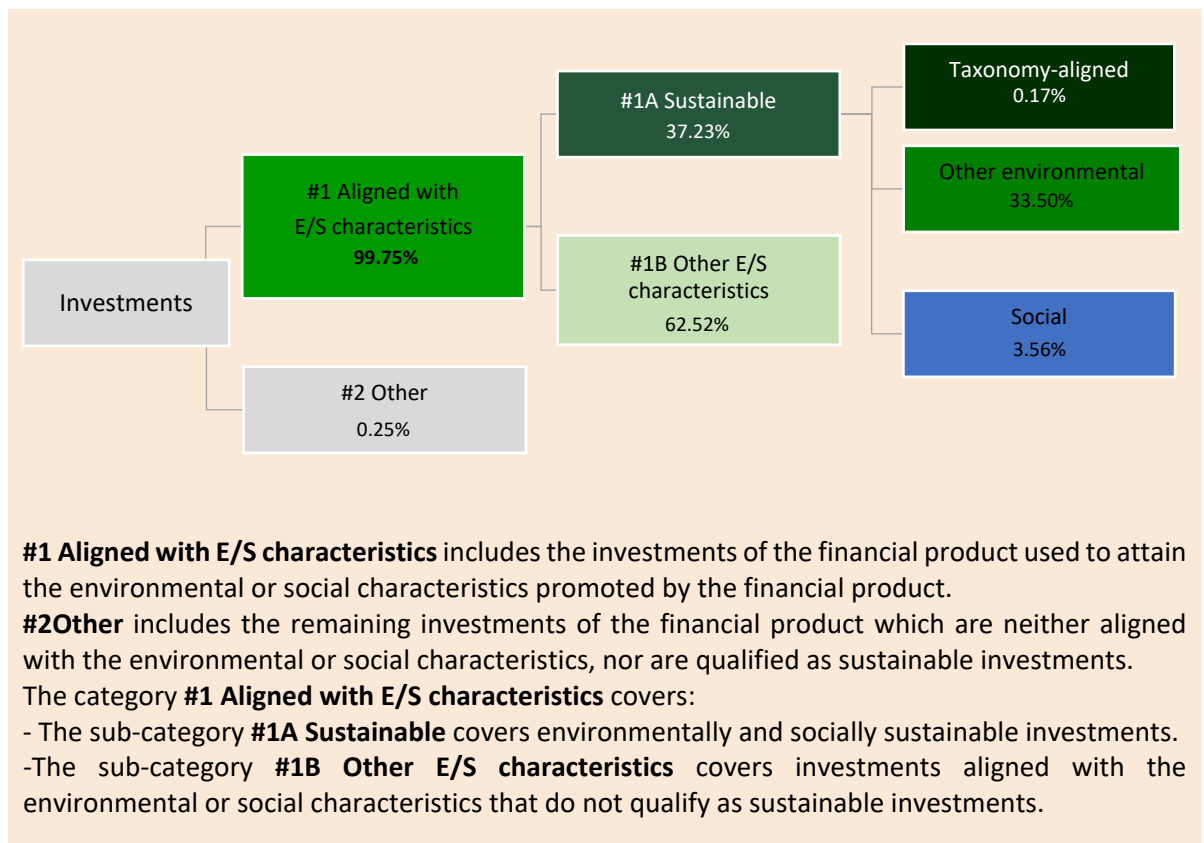 Investments
#1 Aligned with
E/S characteristics
99.75%
#2 Other
0.25%
#1A Sustainable
37.23%
#1B Other E/S
characteristics
62.52%
Taxonomy-aligned
0.17%
Other environmental
33.50%
Social
3.56%
#1 Aligned with E/S characteristics includes the investments of the financial product used to attain
the environmental or social characteristics promoted by the financial product.
#2Other includes the remaining investments of the financial product which are neither aligned
with the environmental or social characteristics, nor are qualified as sustainable investments.
The category #1 Aligned with E/S characteristics covers:
- The sub-category #1A Sustainable covers environmentally and socially sustainable investments.
-The sub-category #1B Other E/S characteristics covers investments aligned with the
environmental or social characteristics that do not qualify as sustainable investments.